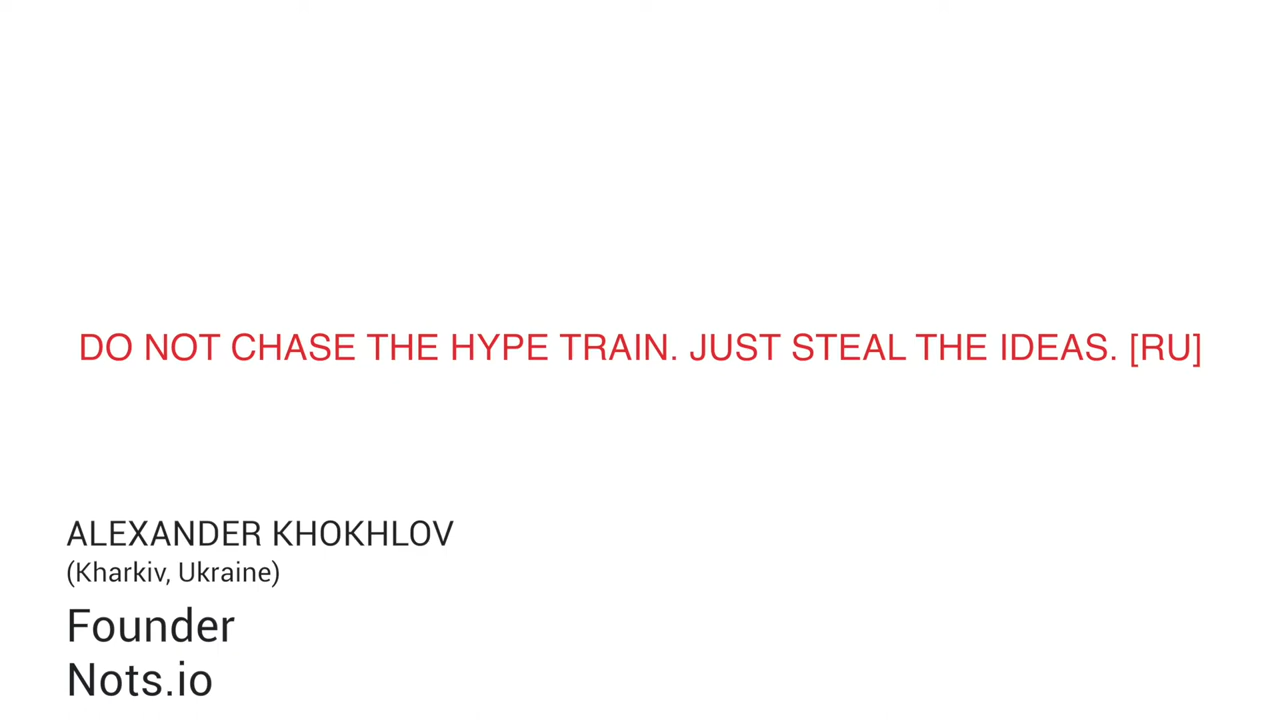 DO NOT CHASE THE HYPE TRAIN. JUST STEAL THE IDEAS. [RU]
ALEXANDER KHOKHLOV
(Kharkiv, Ukraine)
Founder
Nots.io